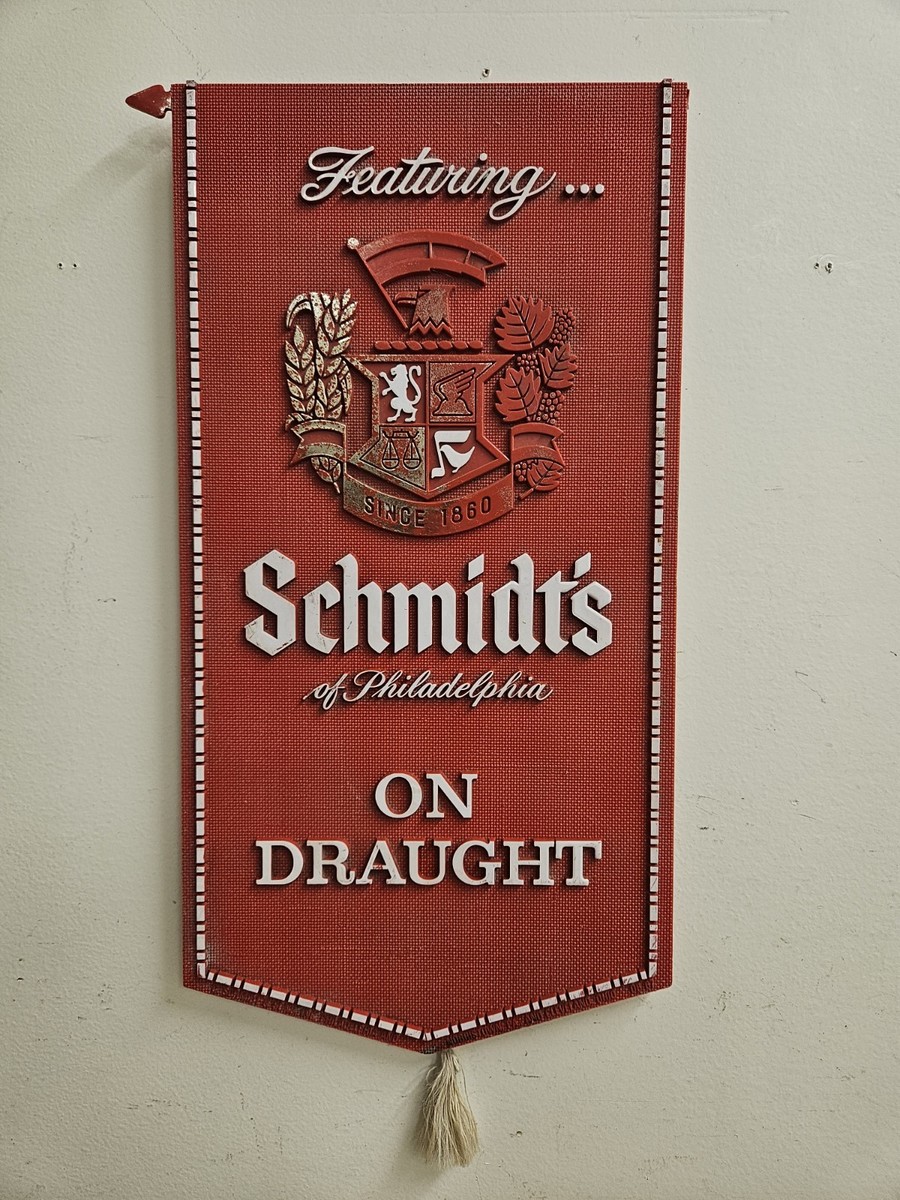 Featuring...
SINCE 1860
Schmidt's
of Philadelphia
ON
DRAUGHT